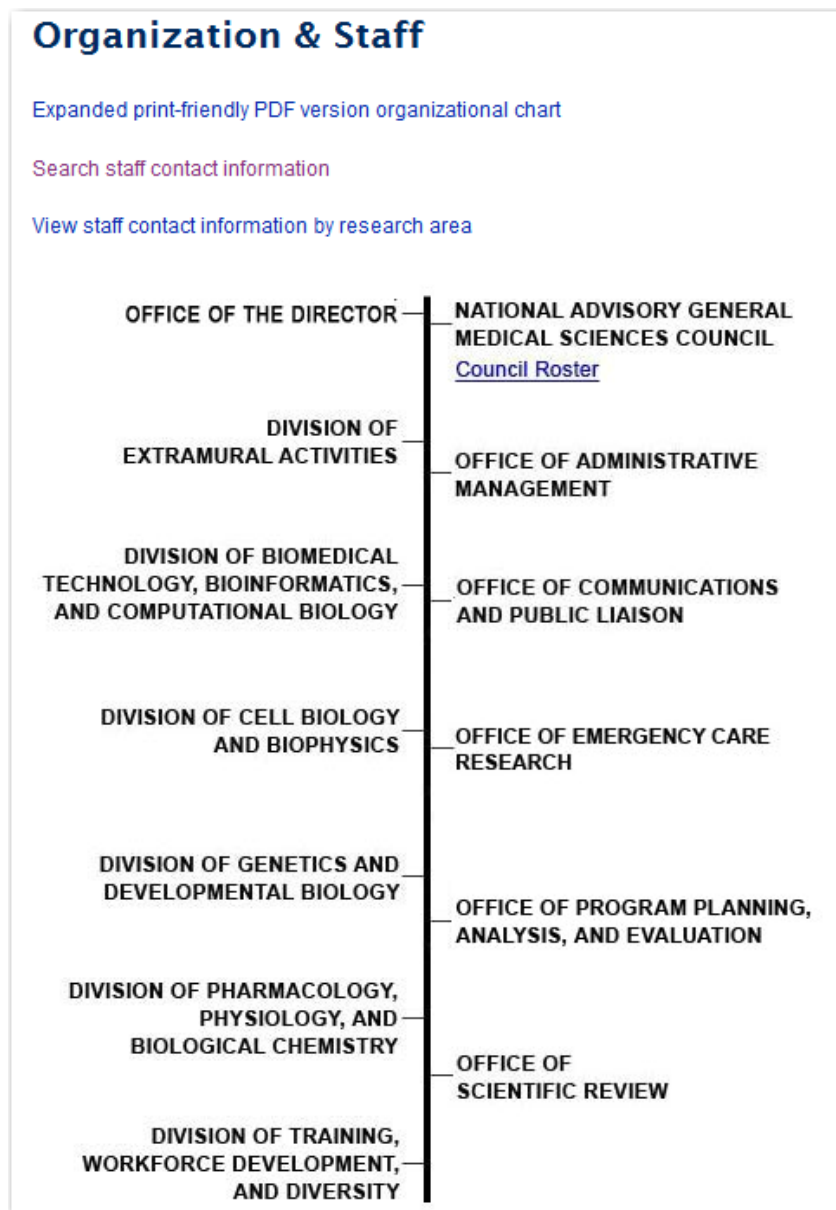 Organization & Staff
Expanded print-friendly PDF version organizational chart
Search staff contact information
View staff contact information by research area
OFFICE OF THE DIRECTOR
NATIONAL ADVISORY GENERAL
MEDICAL SCIENCES COUNCIL
Council Roster
DIVISION OF
EXTRAMURAL ACTIVITIES
OFFICE OF ADMINISTRATIVE
MANAGEMENT
DIVISION OF BIOMEDICAL
TECHNOLOGY, BIOINFORMATICS,
AND COMPUTATIONAL BIOLOGY
OFFICE OF COMMUNICATIONS
AND PUBLIC LIAISON
DIVISION OF CELL BIOLOGY
AND BIOPHYSICS
OFFICE OF EMERGENCY CARE
RESEARCH
DIVISION OF GENETICS AND
DEVELOPMENTAL BIOLOGY
OFFICE OF PROGRAM PLANNING,
ANALYSIS, AND EVALUATION
DIVISION OF PHARMACOLOGY,
PHYSIOLOGY, AND
BIOLOGICAL CHEMISTRY
OFFICE OF
SCIENTIFIC REVIEW
DIVISION OF TRAINING,
WORKFORCE DEVELOPMENT,
AND DIVERSITY